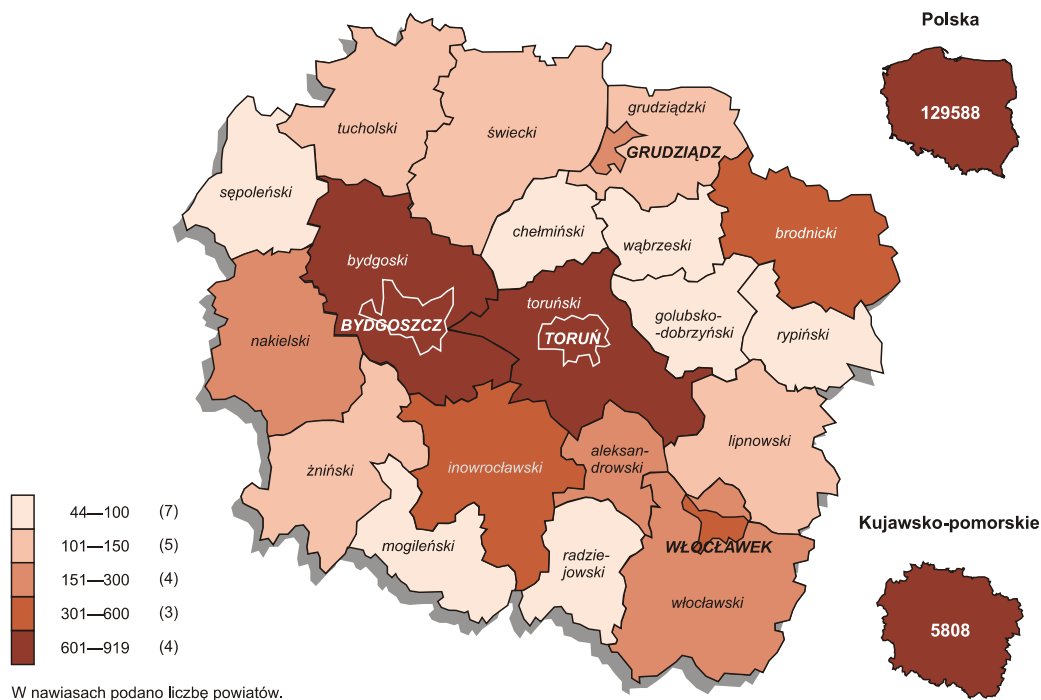 Polska
129588
tucholski
świecki
grudziądzki
GRUDZIĄDZ
sępoleński
chełmiński
wąbrzeski
brodnicki
bydgoski
BYDGOSZCZ
toruński
TORUŃ
golubsko-
-dobrzyński
rypiński
nakielski
żniński
inowrocławski
aleksan-
drowski
lipnowski
mogileński
radzie-
jowski
WŁOCŁAWEK
włocławski
44—100 (7)
101—150 (5)
151—300 (4)
301—600 (3)
601—919 (4)
W nawiasach podano liczbę powiatów.
Kujawsko-pomorskie
5808